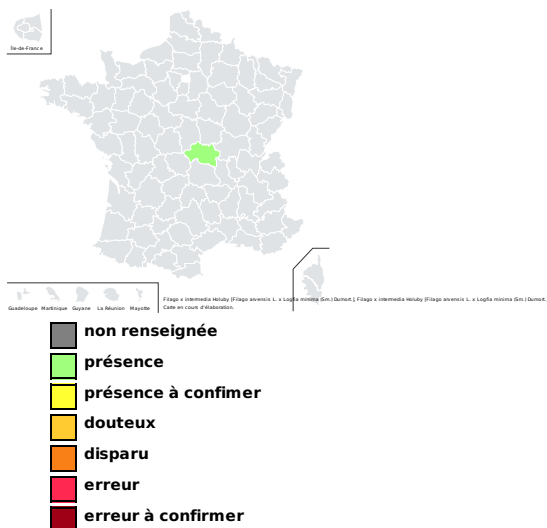 Île-de-France
Guadeloupe Martinique Guyane La Réunion Mayotte
Filago x intermedia Holuby [Filago arvensis L. x Logfia minima (Sm.) Dumort.], Filago x intermedia Holuby [Filago arvensis L. x Logfia minima (Sm.) Dumort.
Carte en cours d'élaboration.
non renseignée
présence
présence à confimer
douteux
disparu
erreur
erreur à confirmer